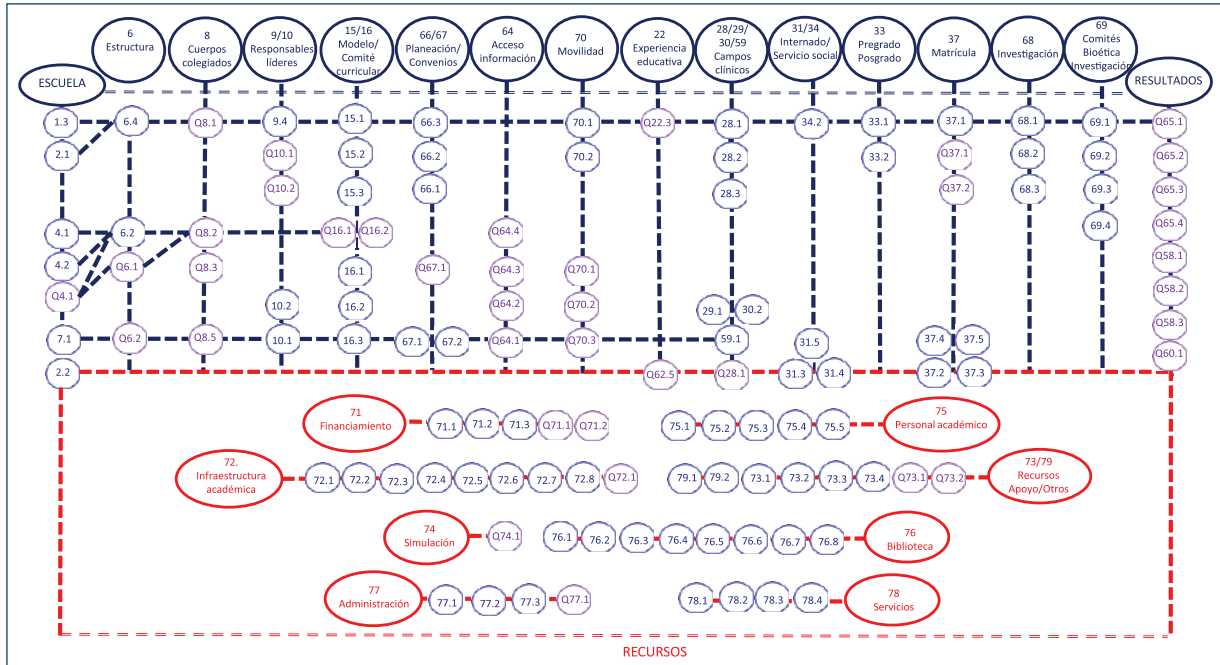 6
Estructura
8
Cuerpos
colegiados
9/10
Responsables
líderes
15/16
Modelo/
Comité
curricular
66/67
Planeación/
Convenios
64
Acceso
información
70
Movilidad
22
Experiencia
educativa
28/29/
30/59
Campos
clínicos
31/34
Internado/
Servicio social
33
Pregrado
Posgrado
37
Matrícula
68
Investigación
69
Comités
Bioética
Investigación
ESCUELA
RESULTADOS
1.3 6.4 Q8.1 9.4 15.1 66.3 70.1 Q22.3 28.1 34.2 33.1 37.1 68.1 69.1 Q65.1
2.1 Q10.1 15.2 66.2 70.2 28.2 33.2 Q37.1 68.2 69.2 Q65.2
Q10.2 15.3 66.1 28.3 Q37.2 68.3 69.3 Q65.3
4.1 6.2 Q8.2 Q16.1 Q16.2 Q64.4 69.4 Q65.4
4.2 Q6.1 Q8.3 16.1 Q67.1 Q64.3 Q70.1 Q58.1
Q4.1 10.2 16.2 Q64.2 Q70.2 29.1 30.2 Q58.2
7.1 Q6.2 Q8.5 10.1 16.3 67.1 67.2 Q64.1 Q70.3 59.1 31.5 37.4 37.5 Q58.3
2.2 Q62.5 Q28.1 31.3 31.4 37.2 37.3 Q60.1
71
Financiamiento
71.1 71.2 71.3 Q71.1 Q71.2
75.1 75.2 75.3 75.4 75.5
75
Personal académico
72.
Infraestructura
académica
72.1 72.2 72.3 72.4 72.5 72.6 72.7 72.8 Q72.1
79.1 79.2 73.1 73.2 73.3 73.4 Q73.1 Q73.2
73/79
Recursos
Apoyo/Otros
74
Simulación
Q74.1
76.1 76.2 76.3 76.4 76.5 76.6 76.7 76.8
76
Biblioteca
77
Administración
77.1 77.2 77.3 Q77.1
78.1 78.2 78.3 78.4
78
Servicios
RECURSOS